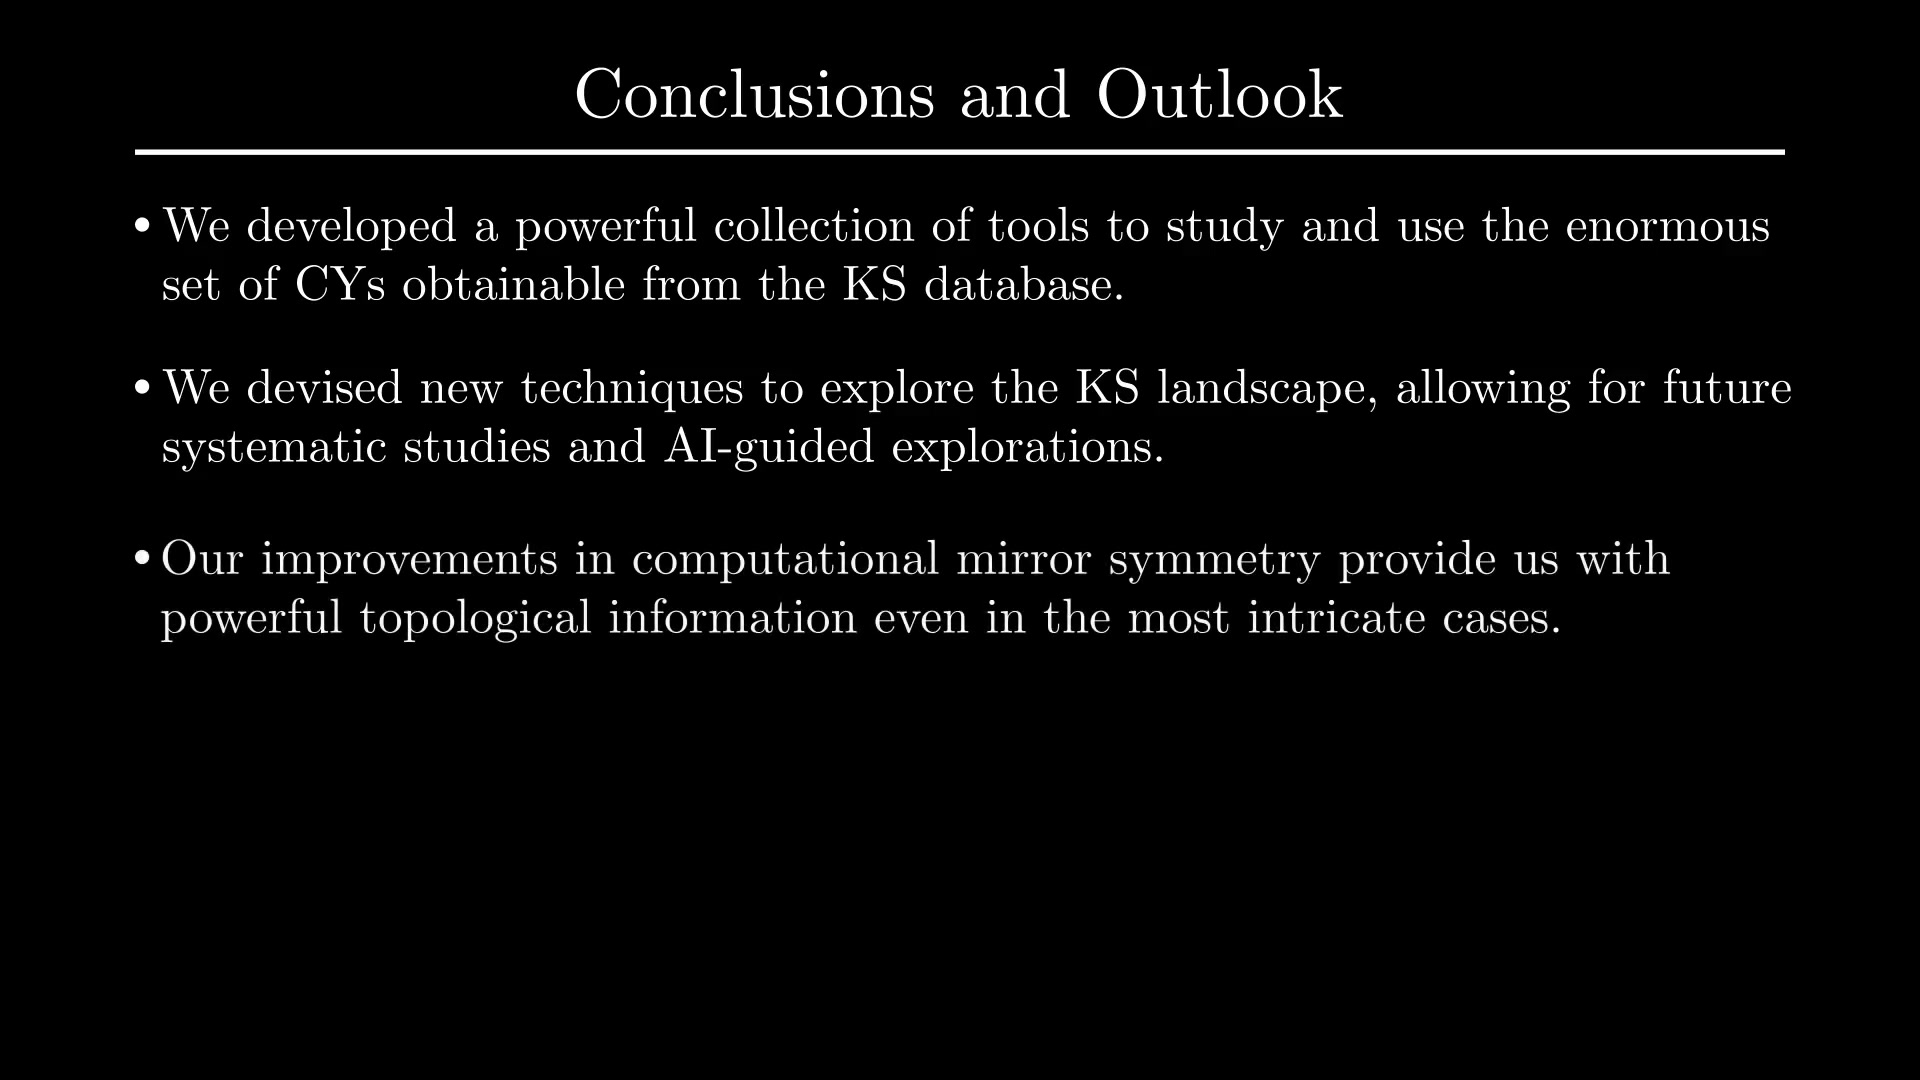 Conclusions and Outlook
• We developed a powerful collection of tools to study and use the enormous
set of CYs obtainable from the KS database.
• We devised new techniques to explore the KS landscape, allowing for future
systematic studies and AI-guided explorations.
• Our improvements in computational mirror symmetry provide us with
powerful topological information even in the most intricate cases.